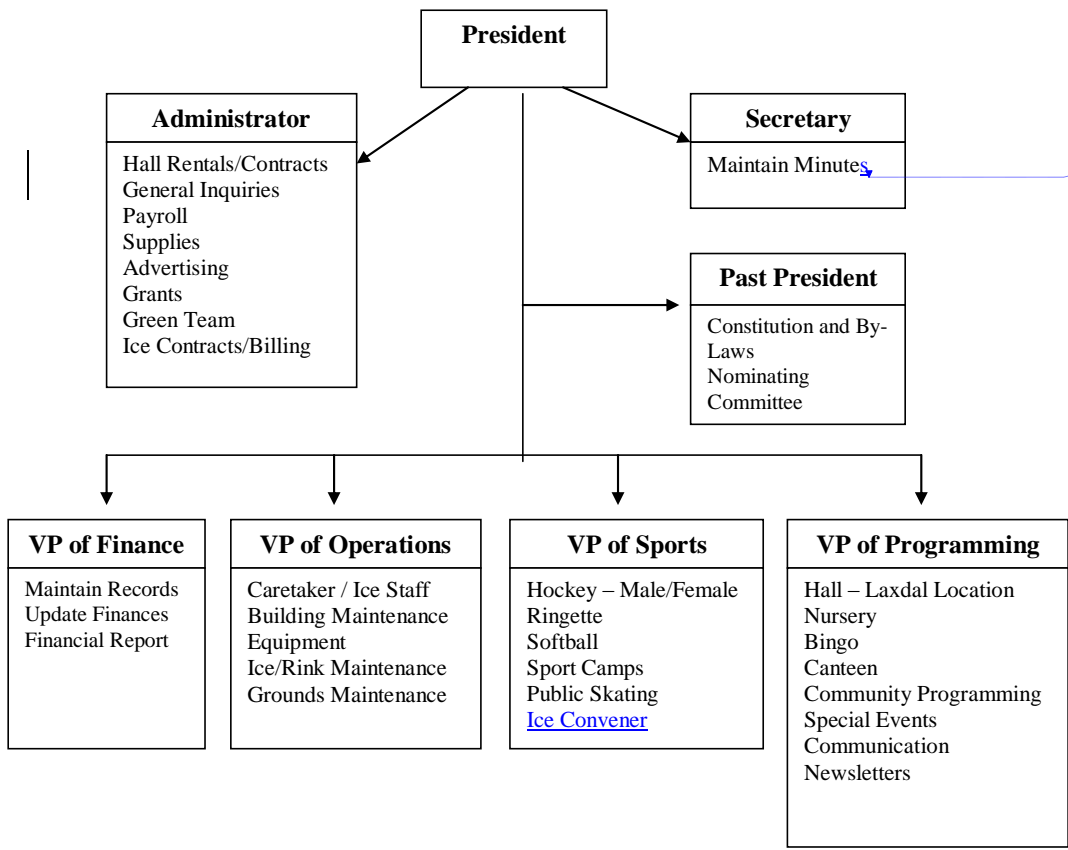 President
Administrator
Hall Rentals/Contracts
General Inquiries
Payroll
Supplies
Advertising
Grants
Green Team
Ice Contracts/Billing
Secretary
Maintain Minutes
Past President
Constitution and By-
Laws
Nominating
Committee
VP of Finance
Maintain Records
Update Finances
Financial Report
VP of Operations
Caretaker / Ice Staff
Building Maintenance
Equipment
Ice/Rink Maintenance
Grounds Maintenance
VP of Sports
Hockey – Male/Female
Ringette
Softball
Sport Camps
Public Skating
Ice Convener
VP of Programming
Hall – Laxdal Location
Nursery
Bingo
Canteen
Community Programming
Special Events
Communication
Newsletters